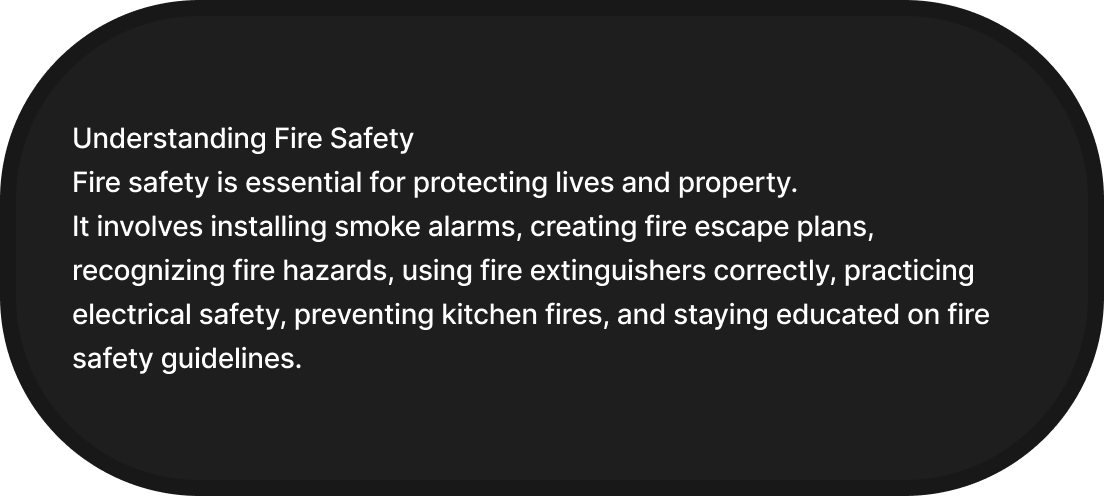 Understanding Fire Safety
Fire safety is essential for protecting lives and property.
It involves installing smoke alarms, creating fire escape plans,
recognizing fire hazards, using fire extinguishers correctly, practicing
electrical safety, preventing kitchen fires, and staying educated on fire
safety guidelines.